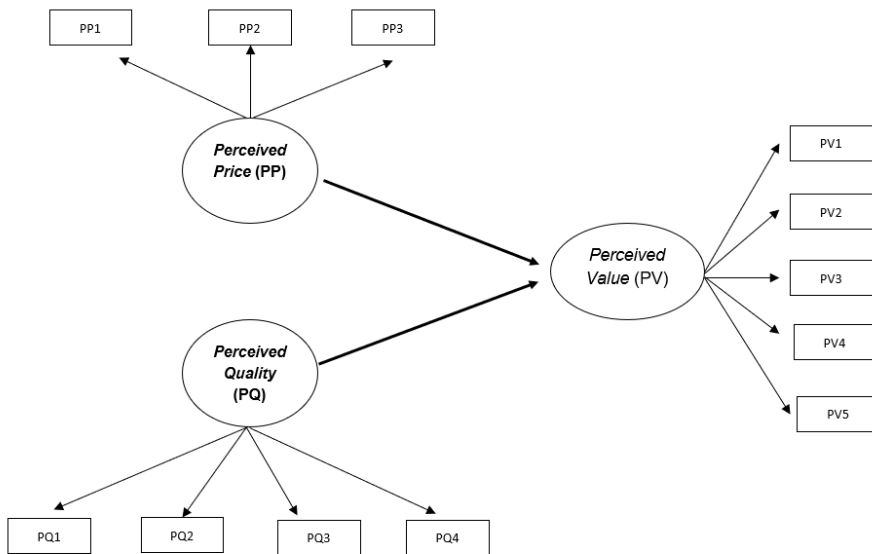 PP1
PP2
PP3
Perceived
Price (PP)
PV1
PV2
Perceived
Value (PV)
PV3
PV4
Perceived
Quality
(PQ)
PV5
PQ1
PQ2
PQ3
PQ4